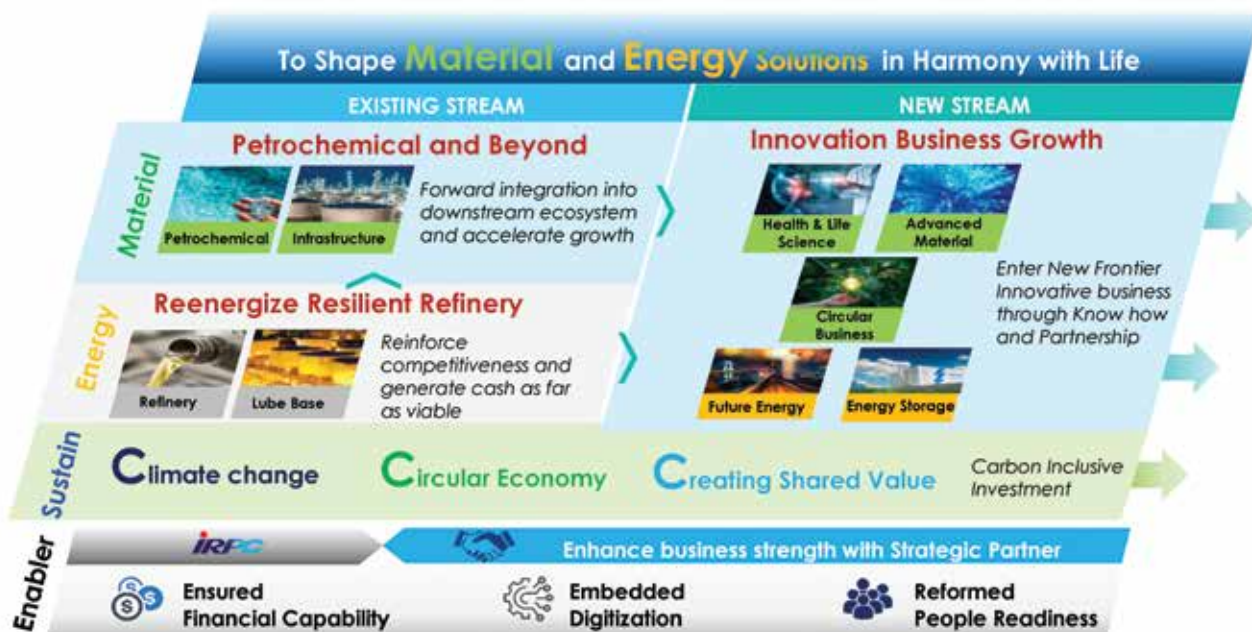 To Shape Material and Energy Solutions in Harmony with Life
EXISTING STREAM
NEW STREAM
Material
Petrochemical and Beyond
Petrochemical
Infrastructure
Forward integration into
downstream ecosystem
and accelerate growth
Energy
Reenergize Resilient Refinery
Refinery
Lube Base
Reinforce
competitiveness and
generate cash as far
as viable
Innovation Business Growth
Health & Life
Science
Advanced
Material
Circular
Business
Future Energy
Energy Storage
Enter New Frontier
Innovative business
through Know how
and Partnership
Sustain
Climate change
Circular Economy
Creating Shared Value
Carbon Inclusive
Investment
Enabler
iRPC
Enhance business strength with Strategic Partner
Ensured
Financial Capability
Embedded
Digitization
Reformed
People Readiness